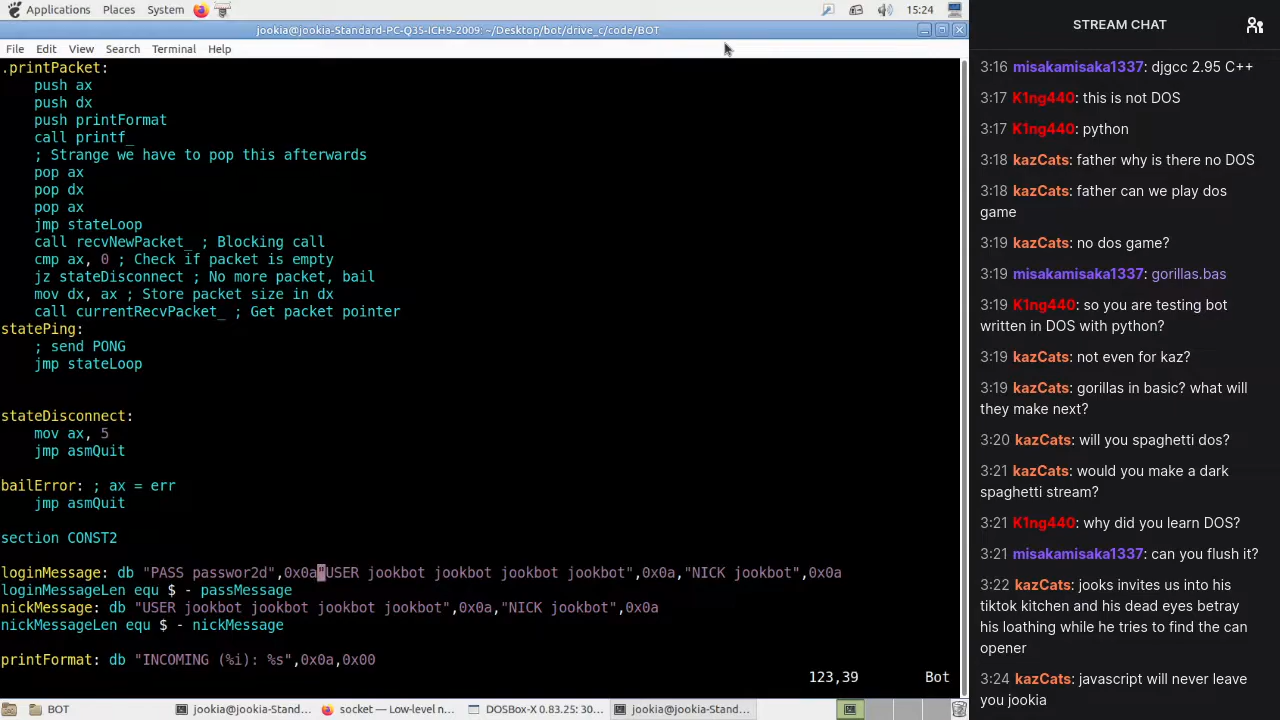 Applications Places System 15:24
jookia@jookia-Standard-PC-Q35-ICH9-2009: ~/Desktop/bot/drive_c/code/BOT
File Edit View Search Terminal Help
.printPacket:
push ax
push dx
push printFormat
call printf_
; Strange we have to pop this afterwards
pop ax
pop dx
pop ax
jmp stateLoop
call recvNewPacket_ ; Blocking call
cmp ax, 0 ; Check if packet is empty
jz stateDisconnect ; No more packet, bail
mov dx, ax ; Store packet size in dx
call currentRecvPacket_ ; Get packet pointer
statePing:
; send PONG
jmp stateLoop
stateDisconnect:
mov ax, 5
jmp asmQuit
bailError: ; ax = err
jmp asmQuit
section CONST2
loginMessage: db "PASS passwor2d",0x0a"USER jookbot jookbot jookbot jookbot",0x0a,"NICK jookbot",0x0a
loginMessageLen equ $ - passMessage
nickMessage: db "USER jookbot jookbot jookbot jookbot",0x0a,"NICK jookbot",0x0a
nickMessageLen equ $ - nickMessage
printFormat: db "INCOMING (%i): %s",0x0a,0x00
123,39 Bot
BOT jookia@jookia-Stand... socket — Low-level n... DOSBox-X 0.83.25: 30... jookia@jookia-Stand...
STREAM CHAT
3:16 misakamisaka1337: djgcc 2.95 C++
3:17 K1ng440: this is not DOS
3:17 K1ng440: python
3:18 kazCats: father why is there no DOS
3:18 kazCats: father can we play dos
game
3:19 kazCats: no dos game?
3:19 misakamisaka1337: gorillas.bas
3:19 K1ng440: so you are testing bot
written in DOS with python?
3:19 kazCats: not even for kaz?
3:19 kazCats: gorillas in basic? what will
they make next?
3:20 kazCats: will you spaghetti dos?
3:21 kazCats: would you make a dark
spaghetti stream?
3:21 K1ng440: why did you learn DOS?
3:21 misakamisaka1337: can you flush it?
3:22 kazCats: jooks invites us into his
tiktok kitchen and his dead eyes betray
his loathing while he tries to find the can
opener
3:24 kazCats: javascript will never leave
you jookia